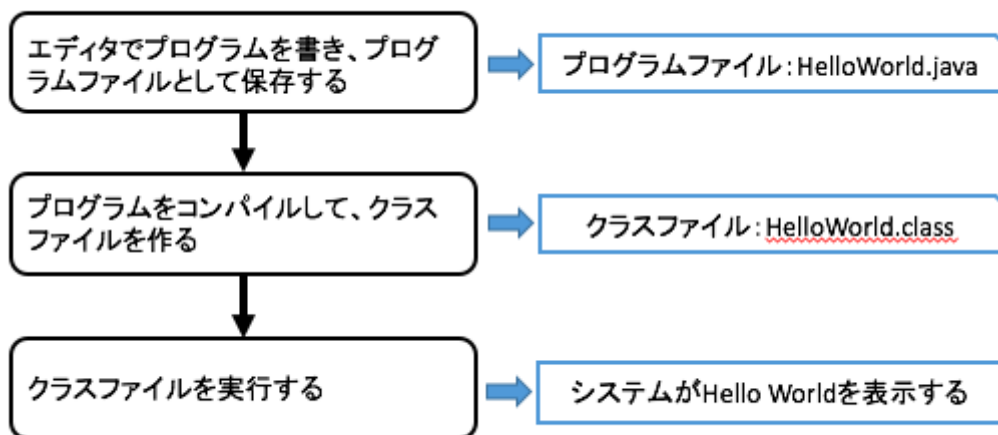 エディタでプログラムを書き、プログ
ラムファイルとして保存する
プログラムファイル：HelloWorld.java
プログラムをコンパイルして、クラス
ファイルを作る
クラスファイル：HelloWorld.class
クラスファイルを実行する
システムがHello Worldを表示する